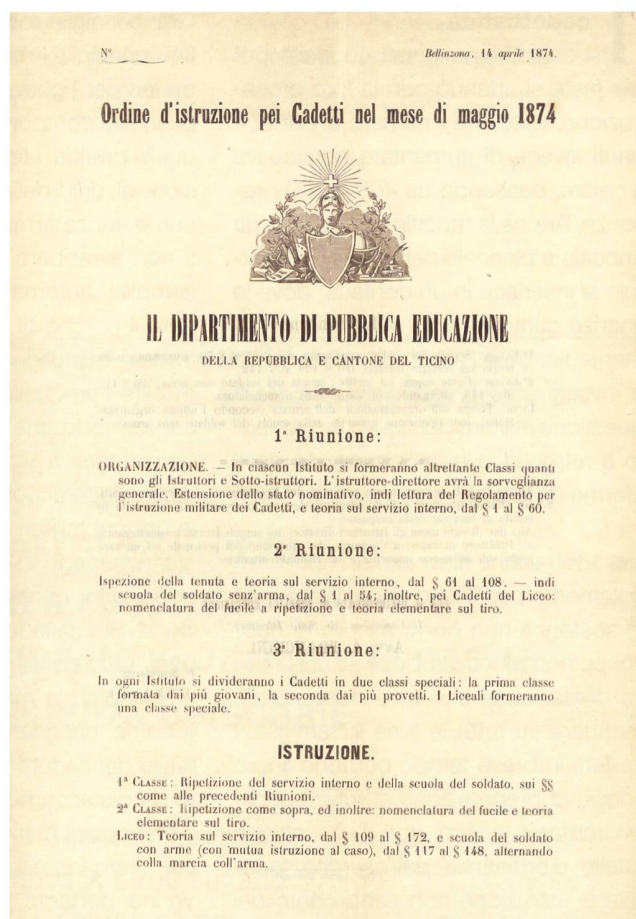 N°
Bellinzona, 14 aprile 1874.
Ordine d'istruzione pei Cadetti nel mese di maggio 1874
IL DIPARTIMENTO DI PUBBLICA EDUCAZIONE
DELLA REPUBBLICA E CANTONE DEL TICINO
1ª Riunione:
ORGANIZZAZIONE. — In ciascun Istituto si formeranno altrettante Classi quanti
sono gli Istruttori e Sotto-istruttori. L'istruttore-direttore avrà la sorveglianza
generale. Estensione dello stato nominativo, indi lettura del Regolamento per
l'istruzione militare dei Cadetti, e teoria sul servizio interno, dal § 1 al § 60.
2ª Riunione:
Ispezione della tenuta e teoria sul servizio interno, dal § 61 al 108. — indi
scuola del soldato senz'arma, dal § 1 al 54; inoltre, pei Cadetti del Liceo:
nomenclatura del fucile a ripetizione e teoria elementare sul tiro.
3ª Riunione:
In ogni Istituto si divideranno i Cadetti in due classi speciali: la prima classe
formata dai più giovani, la seconda dai più provetti. I Liceali formeranno
una classe speciale.
ISTRUZIONE.
1ª CLASSE: Ripetizione del servizio interno e della scuola del soldato, sui §§
come alle precedenti Riunioni.
2ª CLASSE: Ripetizione come sopra, ed inoltre: nomenclatura del fucile e teoria
elementare sul tiro.
LICEO: Teoria sul servizio interno, dal § 109 al § 172, e scuola del soldato
con arme (con mutua istruzione al caso), dal § 117 al § 148, alternando
colla marcia coll'arma.